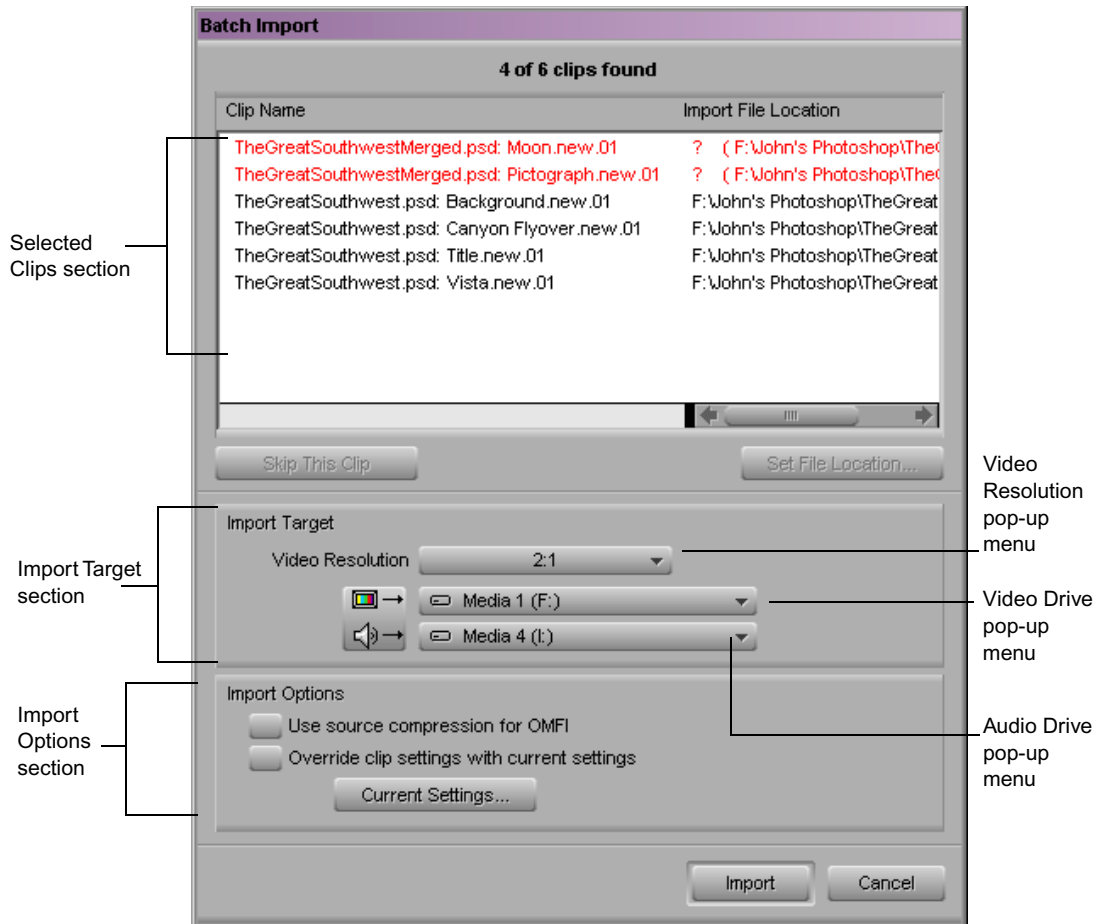 Batch Import
4 of 6 clips found
Clip Name Import File Location
TheGreatSouthwestMerged.psd: Moon.new.01 ? ( F:\John's Photoshop\TheG
TheGreatSouthwestMerged.psd: Pictograph.new.01 ? ( F:\John's Photoshop\TheG
TheGreatSouthwest.psd: Background.new.01 F:\John's Photoshop\TheGreat
TheGreatSouthwest.psd: Canyon Flyover.new.01 F:\John's Photoshop\TheGreat
TheGreatSouthwest.psd: Title.new.01 F:\John's Photoshop\TheGreat
TheGreatSouthwest.psd: Vista.new.01 F:\John's Photoshop\TheGreat
Selected
Clips section
Skip This Clip Set File Location...
Video
Resolution
pop-up
menu
Import Target
Video Resolution 2:1
Import Target
section
Media 1 (F:)
Media 4 (I:)
Video Drive
pop-up
menu
Import Options
Use source compression for OMFI
Override clip settings with current settings
Current Settings...
Import
Options
section
Audio Drive
pop-up
menu
Import Cancel